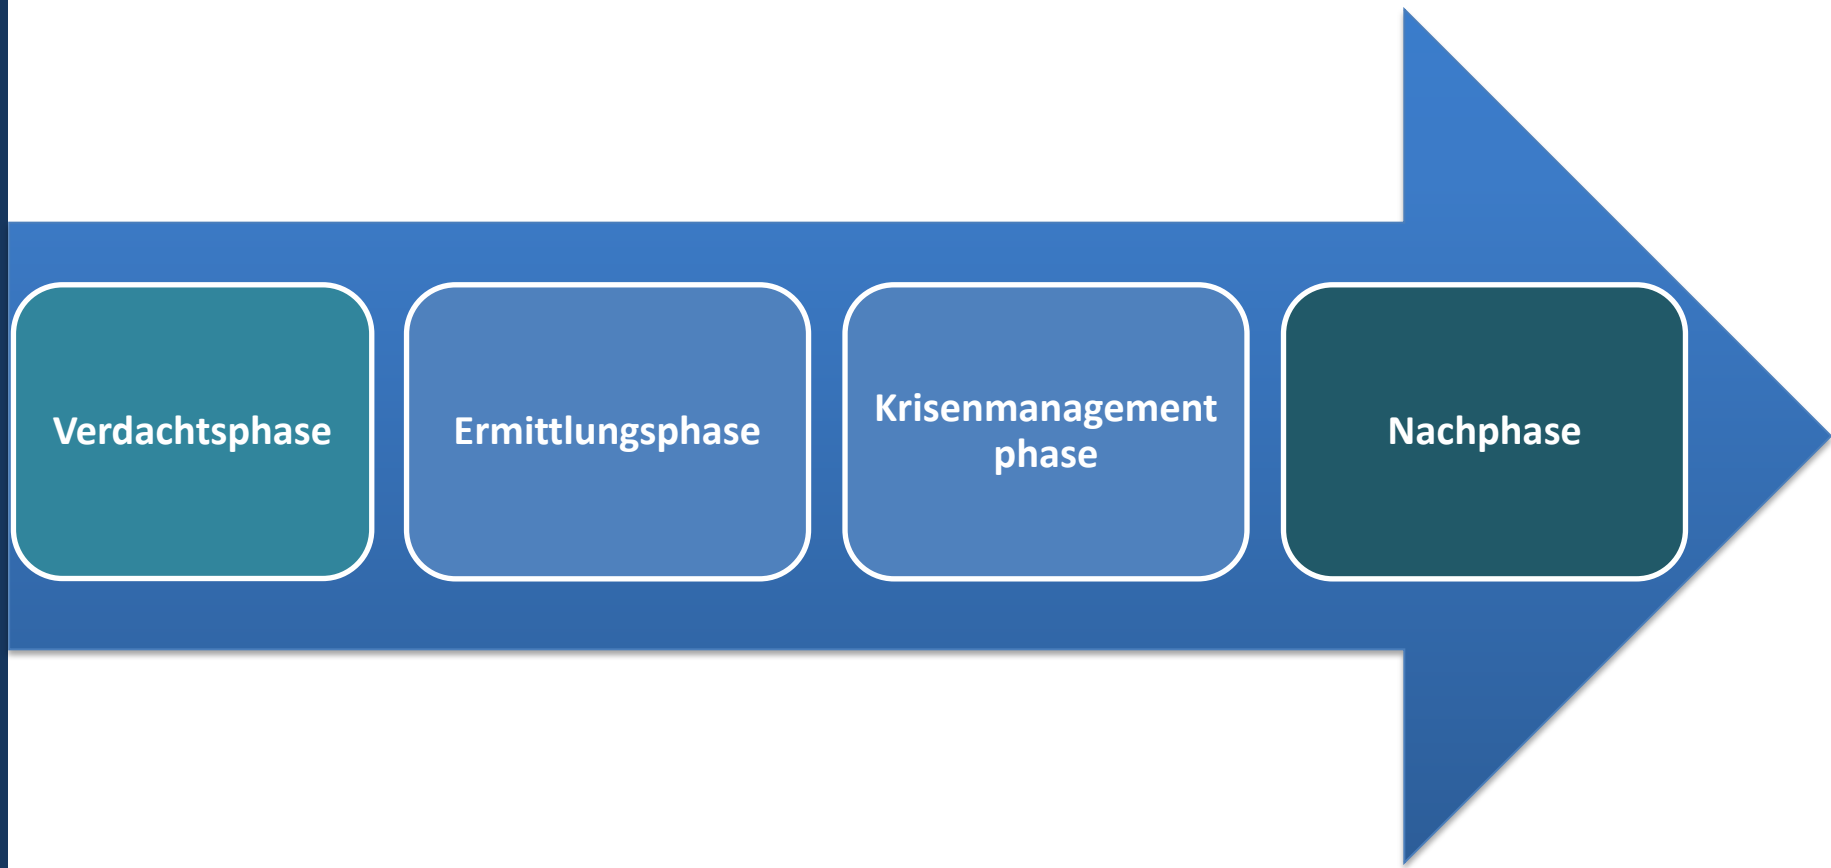 Verdachtsphase
Ermittlungsphase
Krisenmanagement
phase
Nachphase